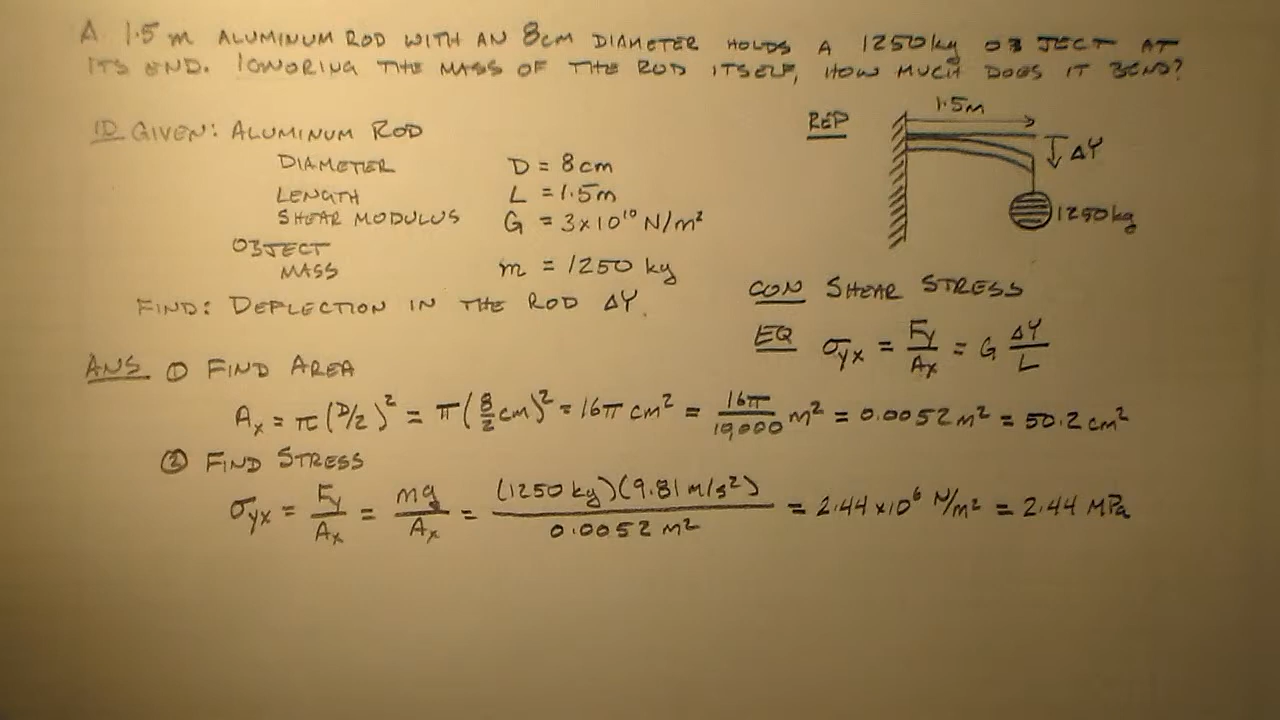 A 1.5 m ALUMINUM ROD WITH AN 8cm DIAMETER HOLDS A 1250kg OBJECT AT
ITS END. IGNORING THE MASS OF THE ROD ITSELF, HOW MUCH DOES IT BEND?
ID GIVEN: ALUMINUM ROD
DIAMETER D = 8cm
LENGTH L = 1.5m
SHEAR MODULUS G = 3x10¹⁰ N/m²
OBJECT
MASS m = 1250 kg
FIND: DEFLECTION IN THE ROD ΔY.
REP
1.5m
ΔY
1250kg
CON SHEAR STRESS
EQ σyx = Fy/Ax = G ΔY/L
ANS ① FIND AREA
Ax = π(D/2)² = π(8/2 cm)² = 16π cm² = 16π/10,000 m² = 0.0052 m² = 50.2 cm²
② FIND STRESS
σyx = Fy/Ax = mg/Ax = (1250 kg)(9.81 m/s²)/0.0052 m² = 2.44 x10⁶ N/m² = 2.44 MPa